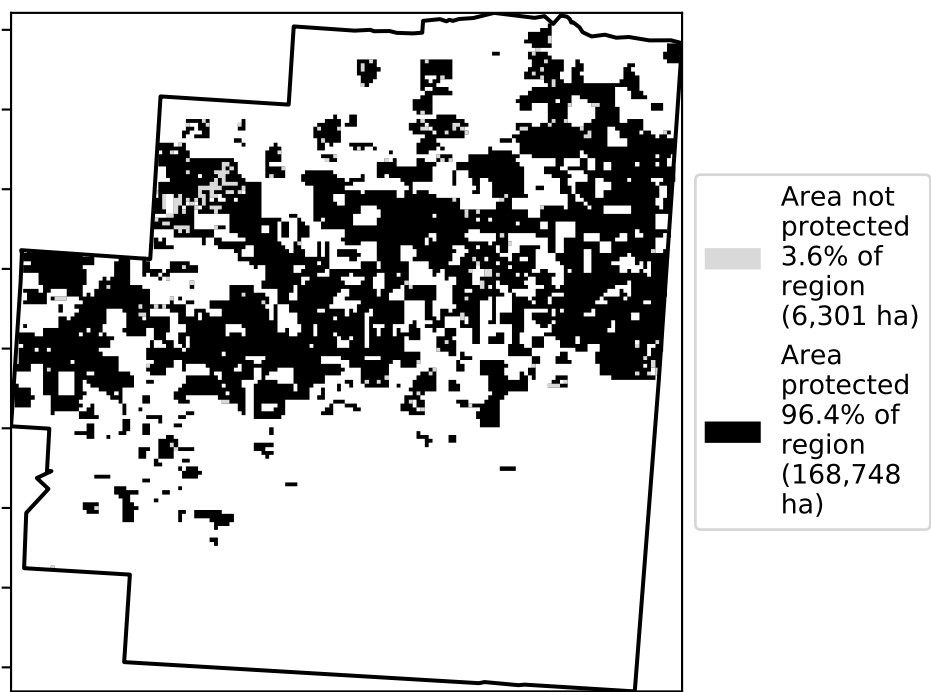 Area not
protected
3.6% of
region
(6,301 ha)
Area
protected
96.4% of
region
(168,748
ha)